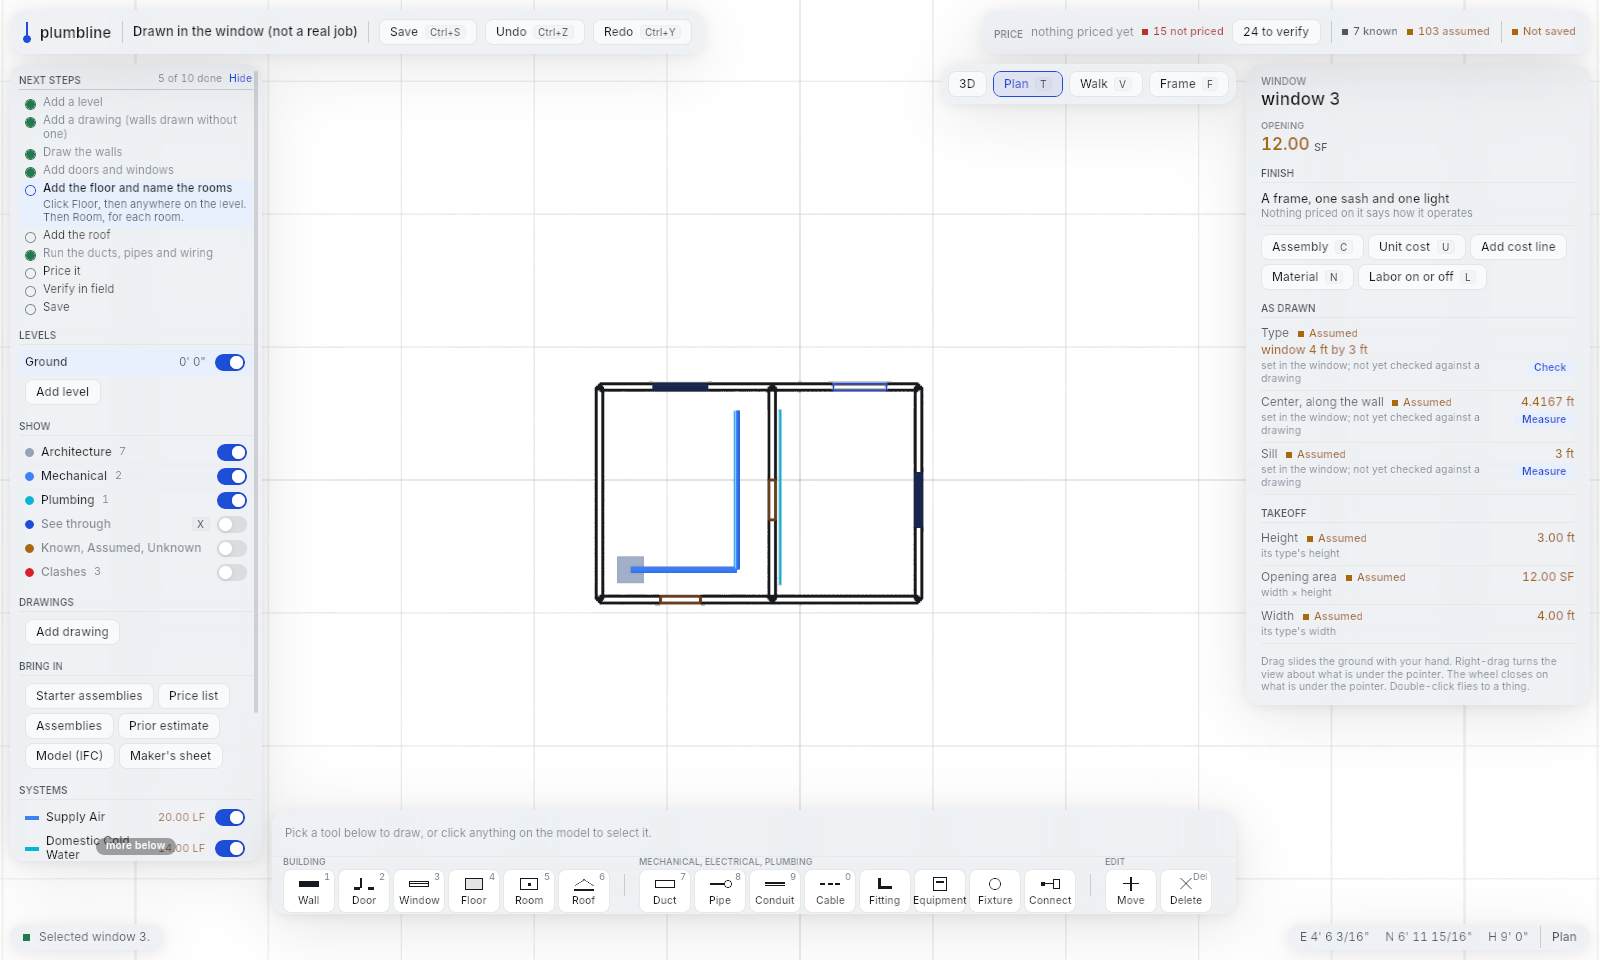 plumbline
Drawn in the window (not a real job)
Save Ctrl+S
Undo Ctrl+Z
Redo Ctrl+Y
PRICE nothing priced yet
15 not priced
24 to verify
7 known
103 assumed
Not saved
NEXT STEPS 5 of 10 done Hide
Add a level
Add a drawing (walls drawn without
one)
Draw the walls
Add doors and windows
Add the floor and name the rooms
Click Floor, then anywhere on the level.
Then Room, for each room.
Add the roof
Run the ducts, pipes and wiring
Price it
Verify in field
Save
LEVELS
Ground 0' 0"
Add level
SHOW
Architecture 7
Mechanical 2
Plumbing 1
See through X
Known, Assumed, Unknown
Clashes 3
DRAWINGS
Add drawing
BRING IN
Starter assemblies
Price list
Assemblies
Prior estimate
Model (IFC)
Maker's sheet
SYSTEMS
Supply Air 20.00 LF
Domestic Cold
Water 14.00 LF
more below
3D
Plan T
Walk V
Frame F
WINDOW
window 3
OPENING
12.00 SF
FINISH
A frame, one sash and one light
Nothing priced on it says how it operates
Assembly C
Unit cost U
Add cost line
Material N
Labor on or off L
AS DRAWN
Type Assumed
window 4 ft by 3 ft
set in the window; not yet checked against a
drawing
Check
Center, along the wall Assumed 4.4167 ft
set in the window; not yet checked against a
drawing
Measure
Sill Assumed 3 ft
set in the window; not yet checked against a
drawing
Measure
TAKEOFF
Height Assumed 3.00 ft
its type's height
Opening area Assumed 12.00 SF
width × height
Width Assumed 4.00 ft
its type's width
Drag slides the ground with your hand. Right-drag turns the
view about what is under the pointer. The wheel closes on
what is under the pointer. Double-click flies to a thing.
Pick a tool below to draw, or click anything on the model to select it.
BUILDING
Wall 1
Door 2
Window 3
Floor 4
Room 5
Roof 6
MECHANICAL, ELECTRICAL, PLUMBING
Duct 7
Pipe 8
Conduit 9
Cable 0
Fitting
Equipment
Fixture
Connect
EDIT
Move
Delete Del
Selected window 3.
E 4' 6 3/16" N 6' 11 15/16" H 9' 0" Plan